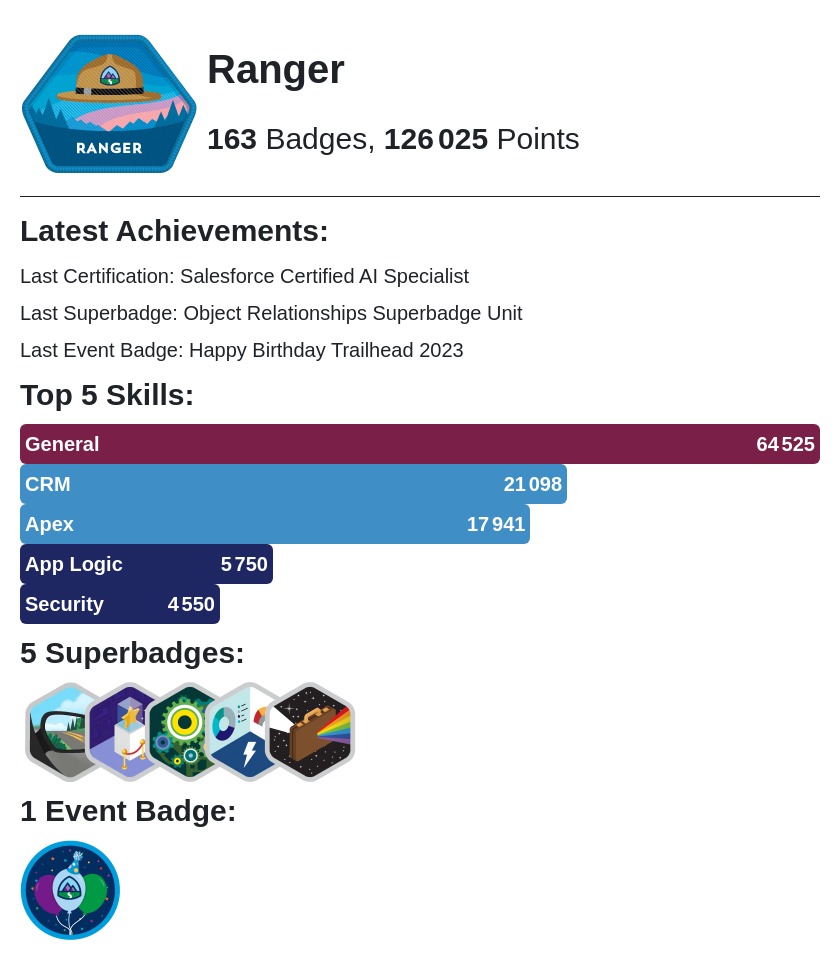 RANGER
Ranger
163 Badges, 126 025 Points
Latest Achievements:
Last Certification: Salesforce Certified AI Specialist
Last Superbadge: Object Relationships Superbadge Unit
Last Event Badge: Happy Birthday Trailhead 2023
Top 5 Skills:
General 64 525
CRM 21 098
Apex 17 941
App Logic 5 750
Security 4 550
5 Superbadges:
1 Event Badge: